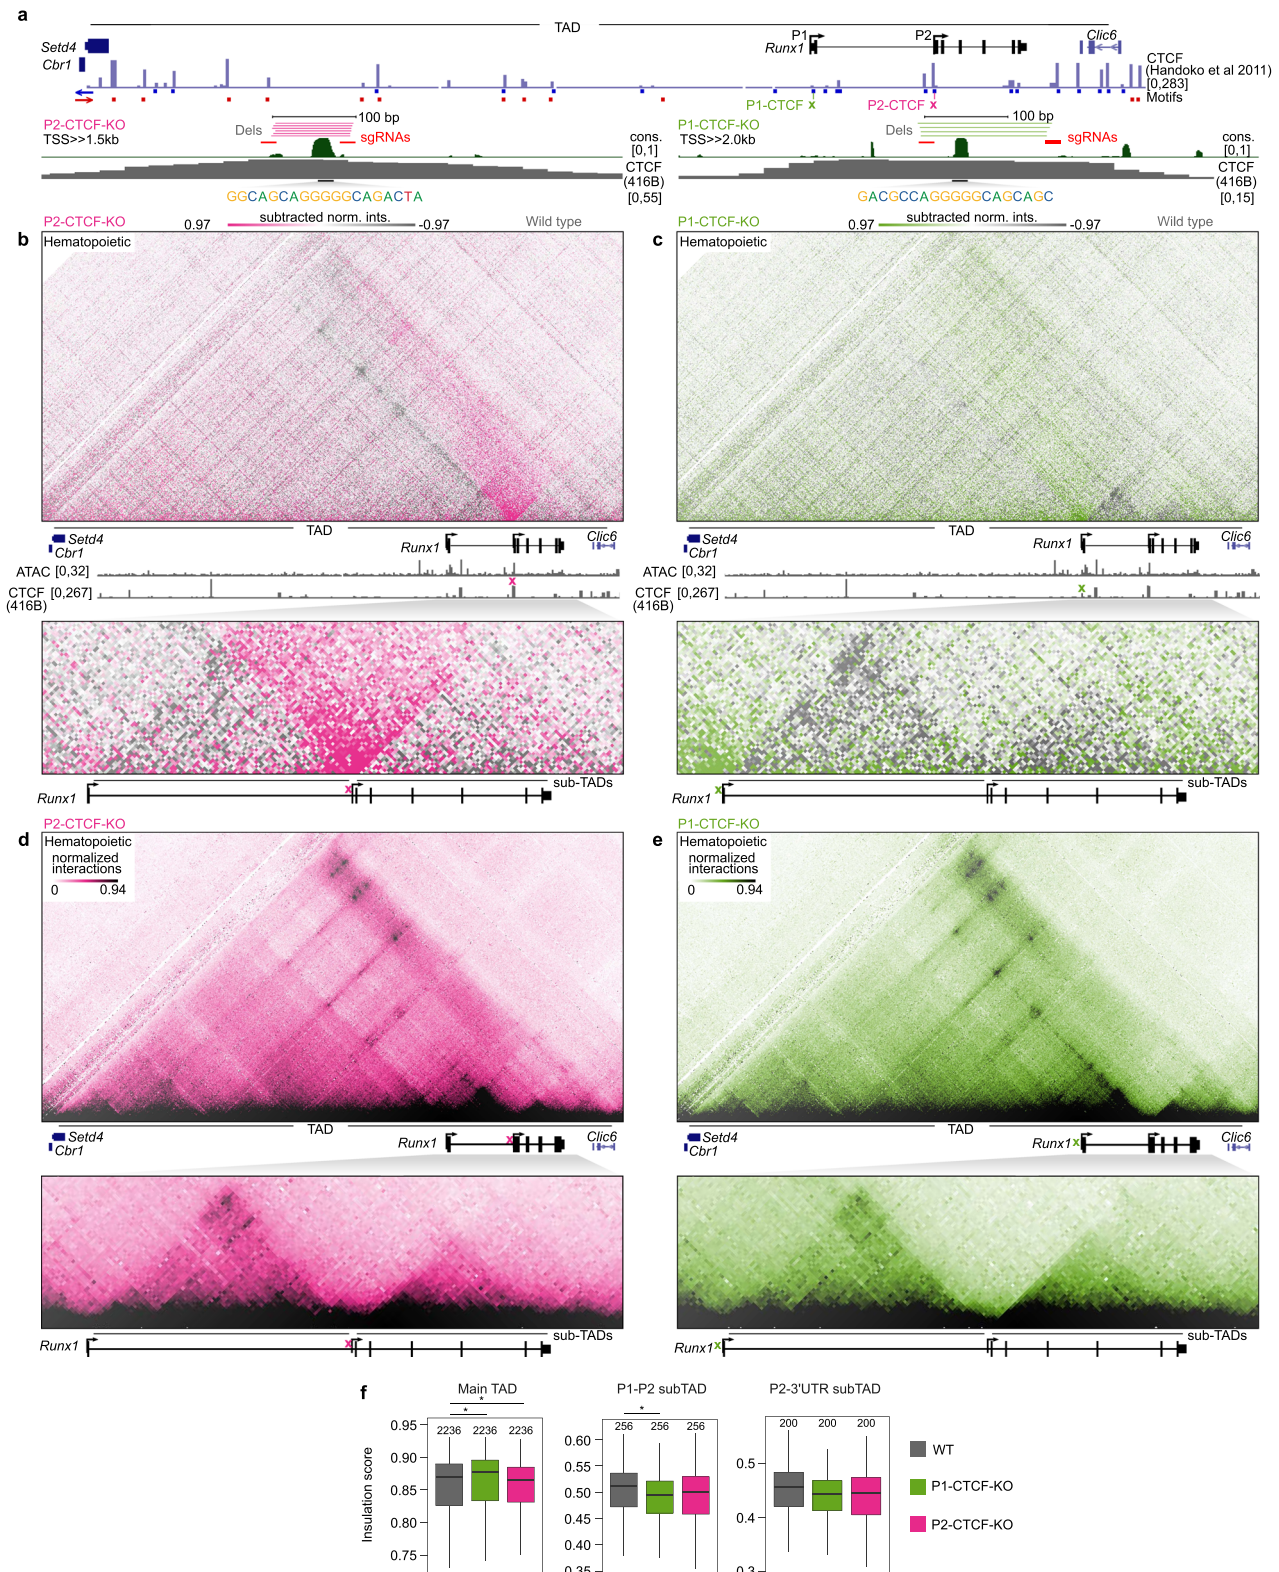 a
TAD
Setd4
Cbr1
P1
Runx1
P2
Clic6
CTCF
(Handoko et al 2011)
[0,283]
Motifs
P1-CTCF x
P2-CTCF x
P2-CTCF-KO
TSS>>1.5kb
Dels
100 bp
sgRNAs
cons.
[0,1]
CTCF
(416B)
[0,55]
GGCAGCAGGGGGCAGACTA
P1-CTCF-KO
TSS>>2.0kb
Dels
100 bp
sgRNAs
cons.
[0,1]
CTCF
(416B)
[0,15]
GACGCCAGGGGGCAGCAGC
P2-CTCF-KO
0.97
subtracted norm. ints.
-0.97
Wild type
P1-CTCF-KO
0.97
subtracted norm. ints.
-0.97
Wild type
b
Hematopoietic
c
Hematopoietic
TAD
Setd4
Cbr1
Runx1
Clic6
ATAC [0,32]
x
CTCF [0,267]
(416B)
TAD
Setd4
Cbr1
Runx1
Clic6
ATAC [0,32]
x
CTCF [0,267]
(416B)
Runx1
x
sub-TADs
Runx1
x
sub-TADs
P2-CTCF-KO
d
Hematopoietic
normalized
interactions
0
0.94
P1-CTCF-KO
e
Hematopoietic
normalized
interactions
0
0.94
TAD
Setd4
Cbr1
Runx1
x
Clic6
TAD
Setd4
Cbr1
Runx1
x
Clic6
Runx1
x
sub-TADs
Runx1
x
sub-TADs
f
Main TAD
*
*
2236 2236 2236
Insulation score
0.95
0.90
0.85
0.80
0.75
P1-P2 subTAD
*
256 256 256
0.60
0.55
0.50
0.45
0.40
0.35
P2-3'UTR subTAD
200 200 200
0.5
0.4
0.3
WT
P1-CTCF-KO
P2-CTCF-KO